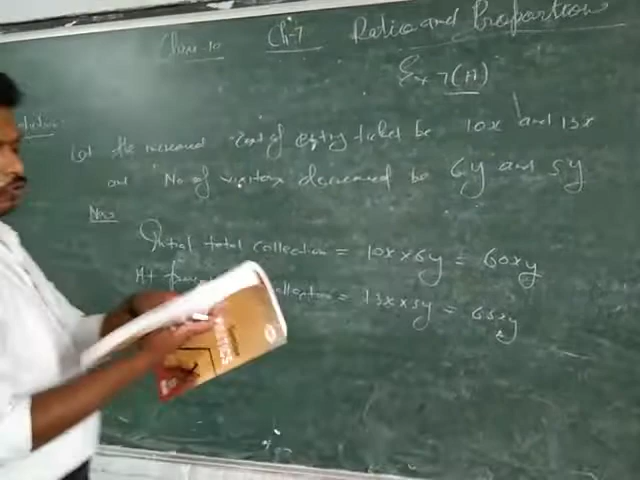 Class-10 Ch-7 Ratio and Proportion
Ex 7(A)
Let the increased cost of entry ticket be 10x and 13x
and No of visitors decreased be 6y and 5y
Now
Initial total collection = 10x × 6y = 60xy
At collection = 13x × 5y = 65xy